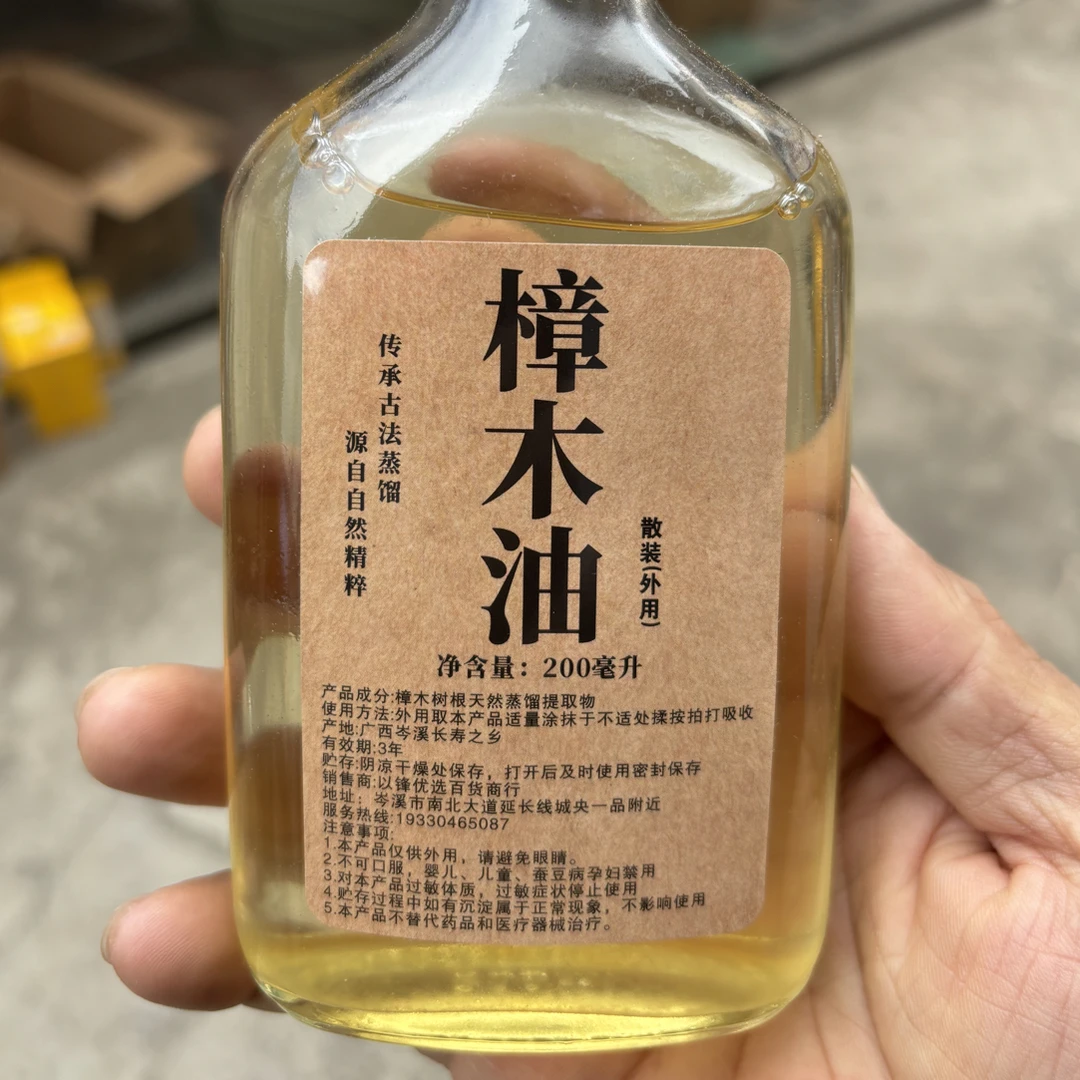 樟木油
传承古法蒸馏
源自自然精粹
散装(外用)
净含量：200毫升
产品成分:樟木树根天然蒸馏提取物
使用方法:外用取本产品适量涂抹于不适处揉按拍打吸收
产地:广西岑溪长寿之乡
有效期:3年
贮存:阴凉干燥处保存，打开后及时使用密封保存
销售商:以锋优选百货商行
地址：岑溪市南北大道延长线城央一品附近
服务热线:19330465087
注意事项:
1.本产品仅供外用，请避免眼睛。
2.不可口服，婴儿、儿童、蚕豆病孕妇禁用
3.对本产品过敏体质，过敏症状停止使用
4.贮存过程中如有沉淀属于正常现象，不影响使用
5.本产品不替代药品和医疗器械治疗。